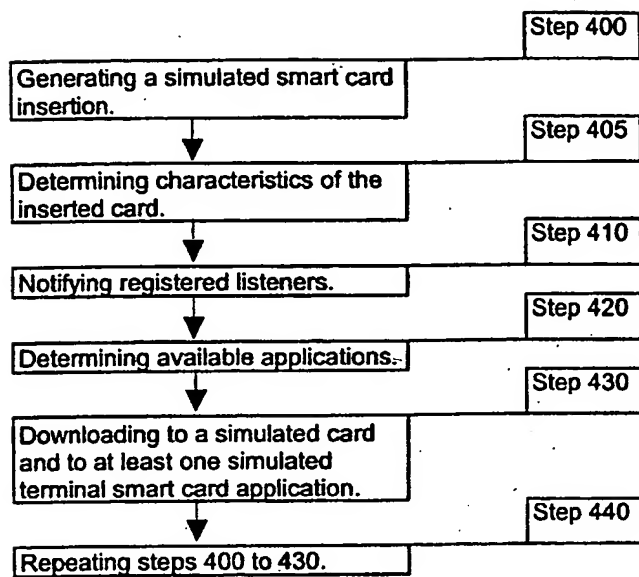 Step 400
Generating a simulated smart card
insertion.
Step 405
Determining characteristics of the
inserted card.
Step 410
Notifying registered listeners.
Step 420
Determining available applications.
Step 430
Downloading to a simulated card
and to at least one simulated
terminal smart card application.
Step 440
Repeating steps 400 to 430.